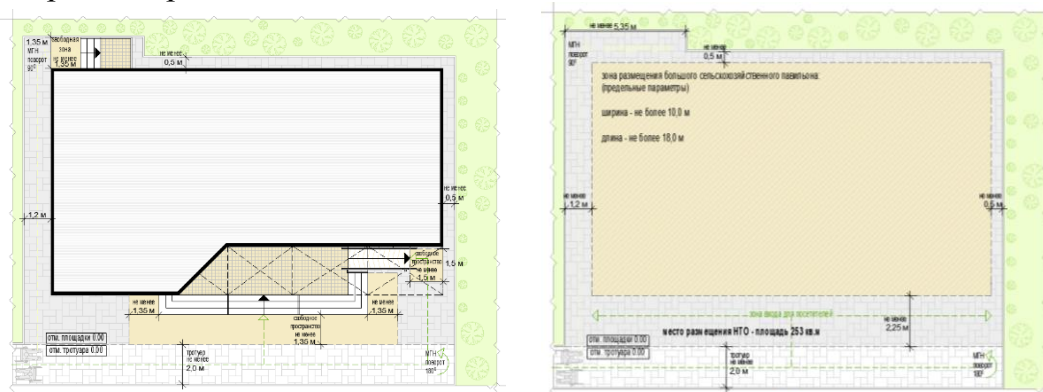 1,35 м
свободная
зона
не менее
1,35 м
МГН
поворот
90°
не менее
0,5 м
не менее
0,5 м
1,2 м
свободное
пространство
не менее
1,5 м
1,5 м
не менее
1,35 м
не менее
1,35 м
свободное
пространство
не менее
1,35 м
отм. площадки 0.00
отм. тротуара 0.00
тротуар
не менее
2,0 м
МГН
поворот
180°
не менее 5,35 м
МГН
поворот
90°
не менее
0,5 м
зона размещения большого сельскохозяйственного павильона:
(предельные параметры)
ширина - не более 10,0 м
длина - не более 18,0 м
не менее
1,2 м
не менее
0,5 м
зона входа для посетителей
не менее
2,25 м
место размещения НТО - площадь 253 кв.м
отм. площадки 0.00
отм. тротуара 0.00
тротуар
не менее
2,0 м
МГН
поворот
180°